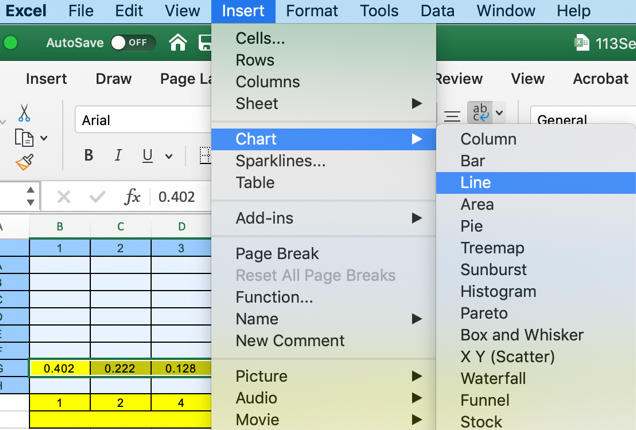 Excel File Edit View Insert Format Tools Data Window Help
AutoSave OFF 113Se
Insert Draw Page La Review View Acrobat
Arial General
ab
c
B I U
fx 0.402
A B C D
1 2 3
G 0.402 0.222 0.128
H
1 2 4
Cells...
Rows
Columns
Sheet
Chart
Sparklines...
Table
Add-ins
Page Break
Reset All Page Breaks
Function...
Name
New Comment
Picture
Audio
Movie
Column
Bar
Line
Area
Pie
Treemap
Sunburst
Histogram
Pareto
Box and Whisker
X Y (Scatter)
Waterfall
Funnel
Stock